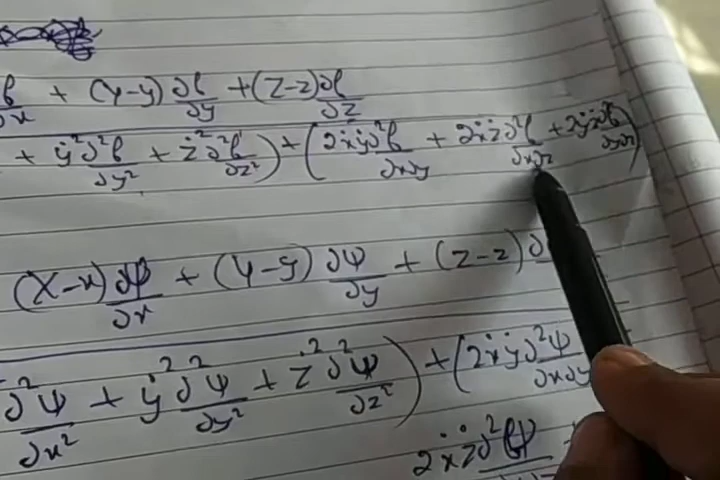 ∂f/∂x + (Y-y) ∂f/∂y + (Z-z) ∂f/∂z
+ ẏ² ∂²f/∂y² + ż² ∂²f/∂z²) + (2ẋẏ ∂²f/∂x∂y + 2ẋż ∂²f/∂x∂z + 2ẏż ∂²f/∂y∂z)
(X-x) ∂ψ/∂x + (Y-y) ∂ψ/∂y + (Z-z) ∂
∂²ψ/∂x² + ẏ² ∂²ψ/∂y² + ż² ∂²ψ/∂z²) + (2ẋẏ ∂²ψ/∂x∂y
2ẋż ∂²ψ